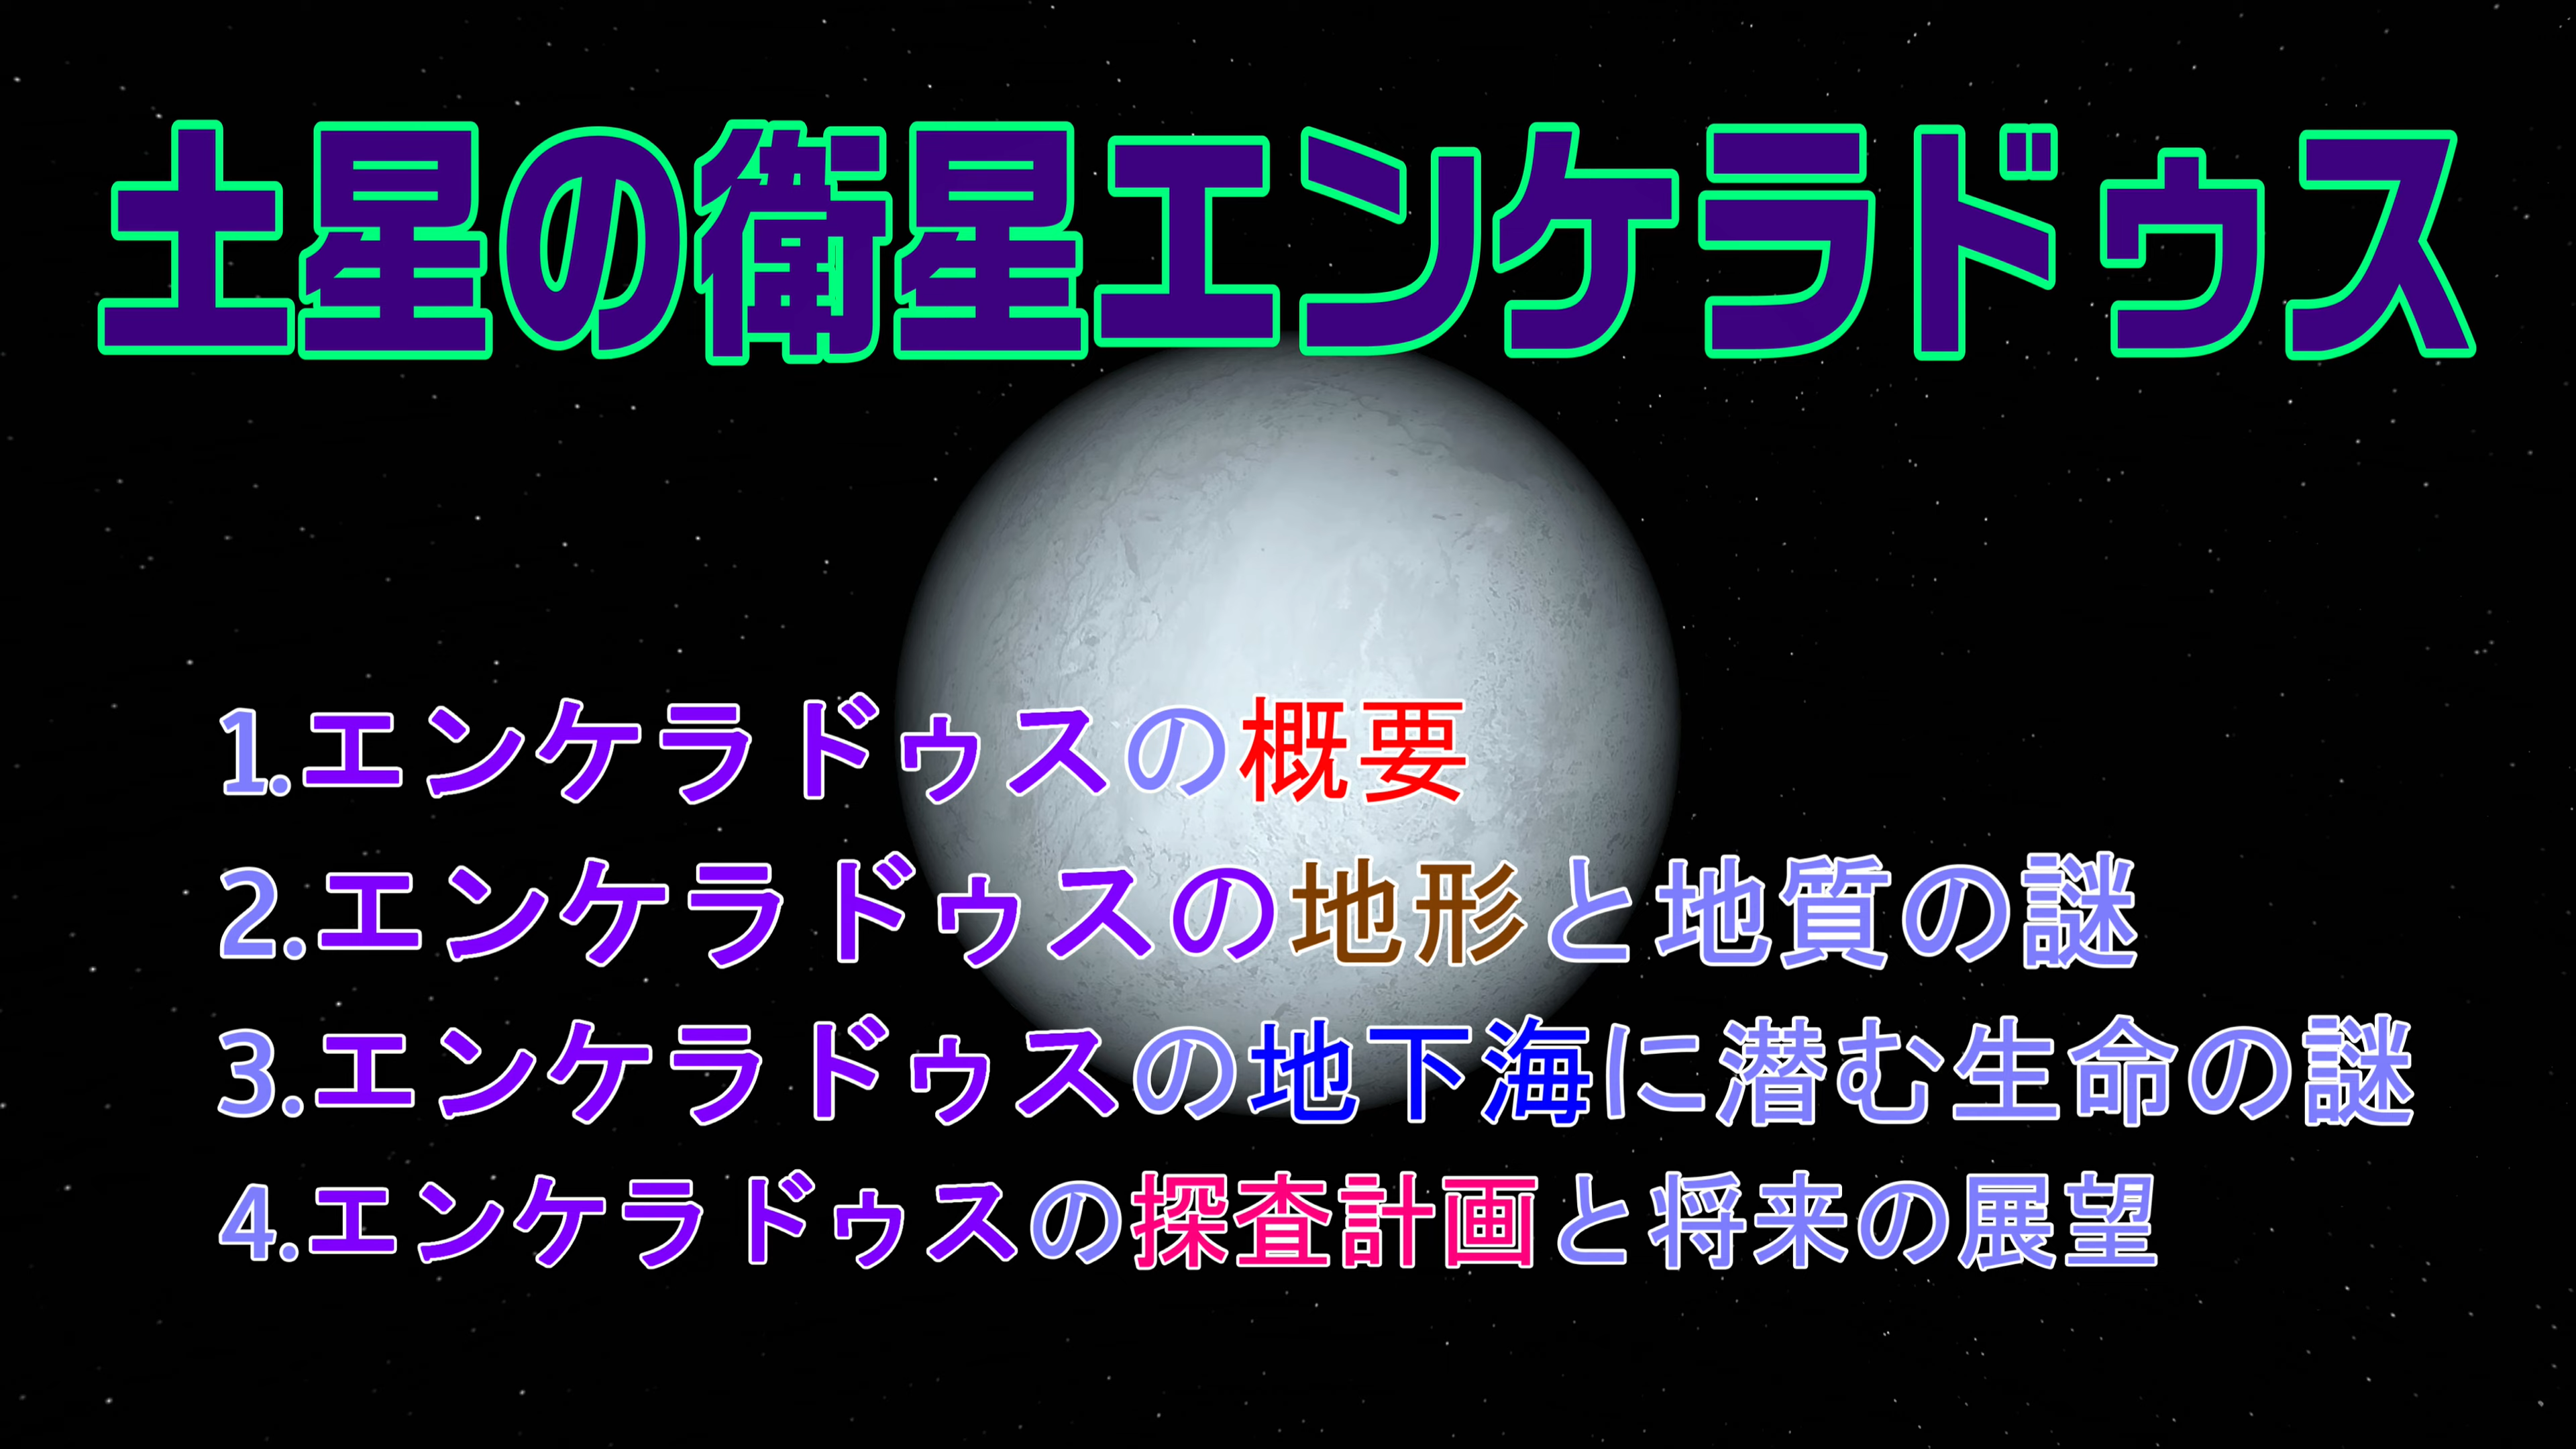 土星の衛星エンケラドゥス
1.エンケラドゥスの概要
2.エンケラドゥスの地形と地質の謎
3.エンケラドゥスの地下海に潜む生命の謎
4.エンケラドゥスの探査計画と将来の展望